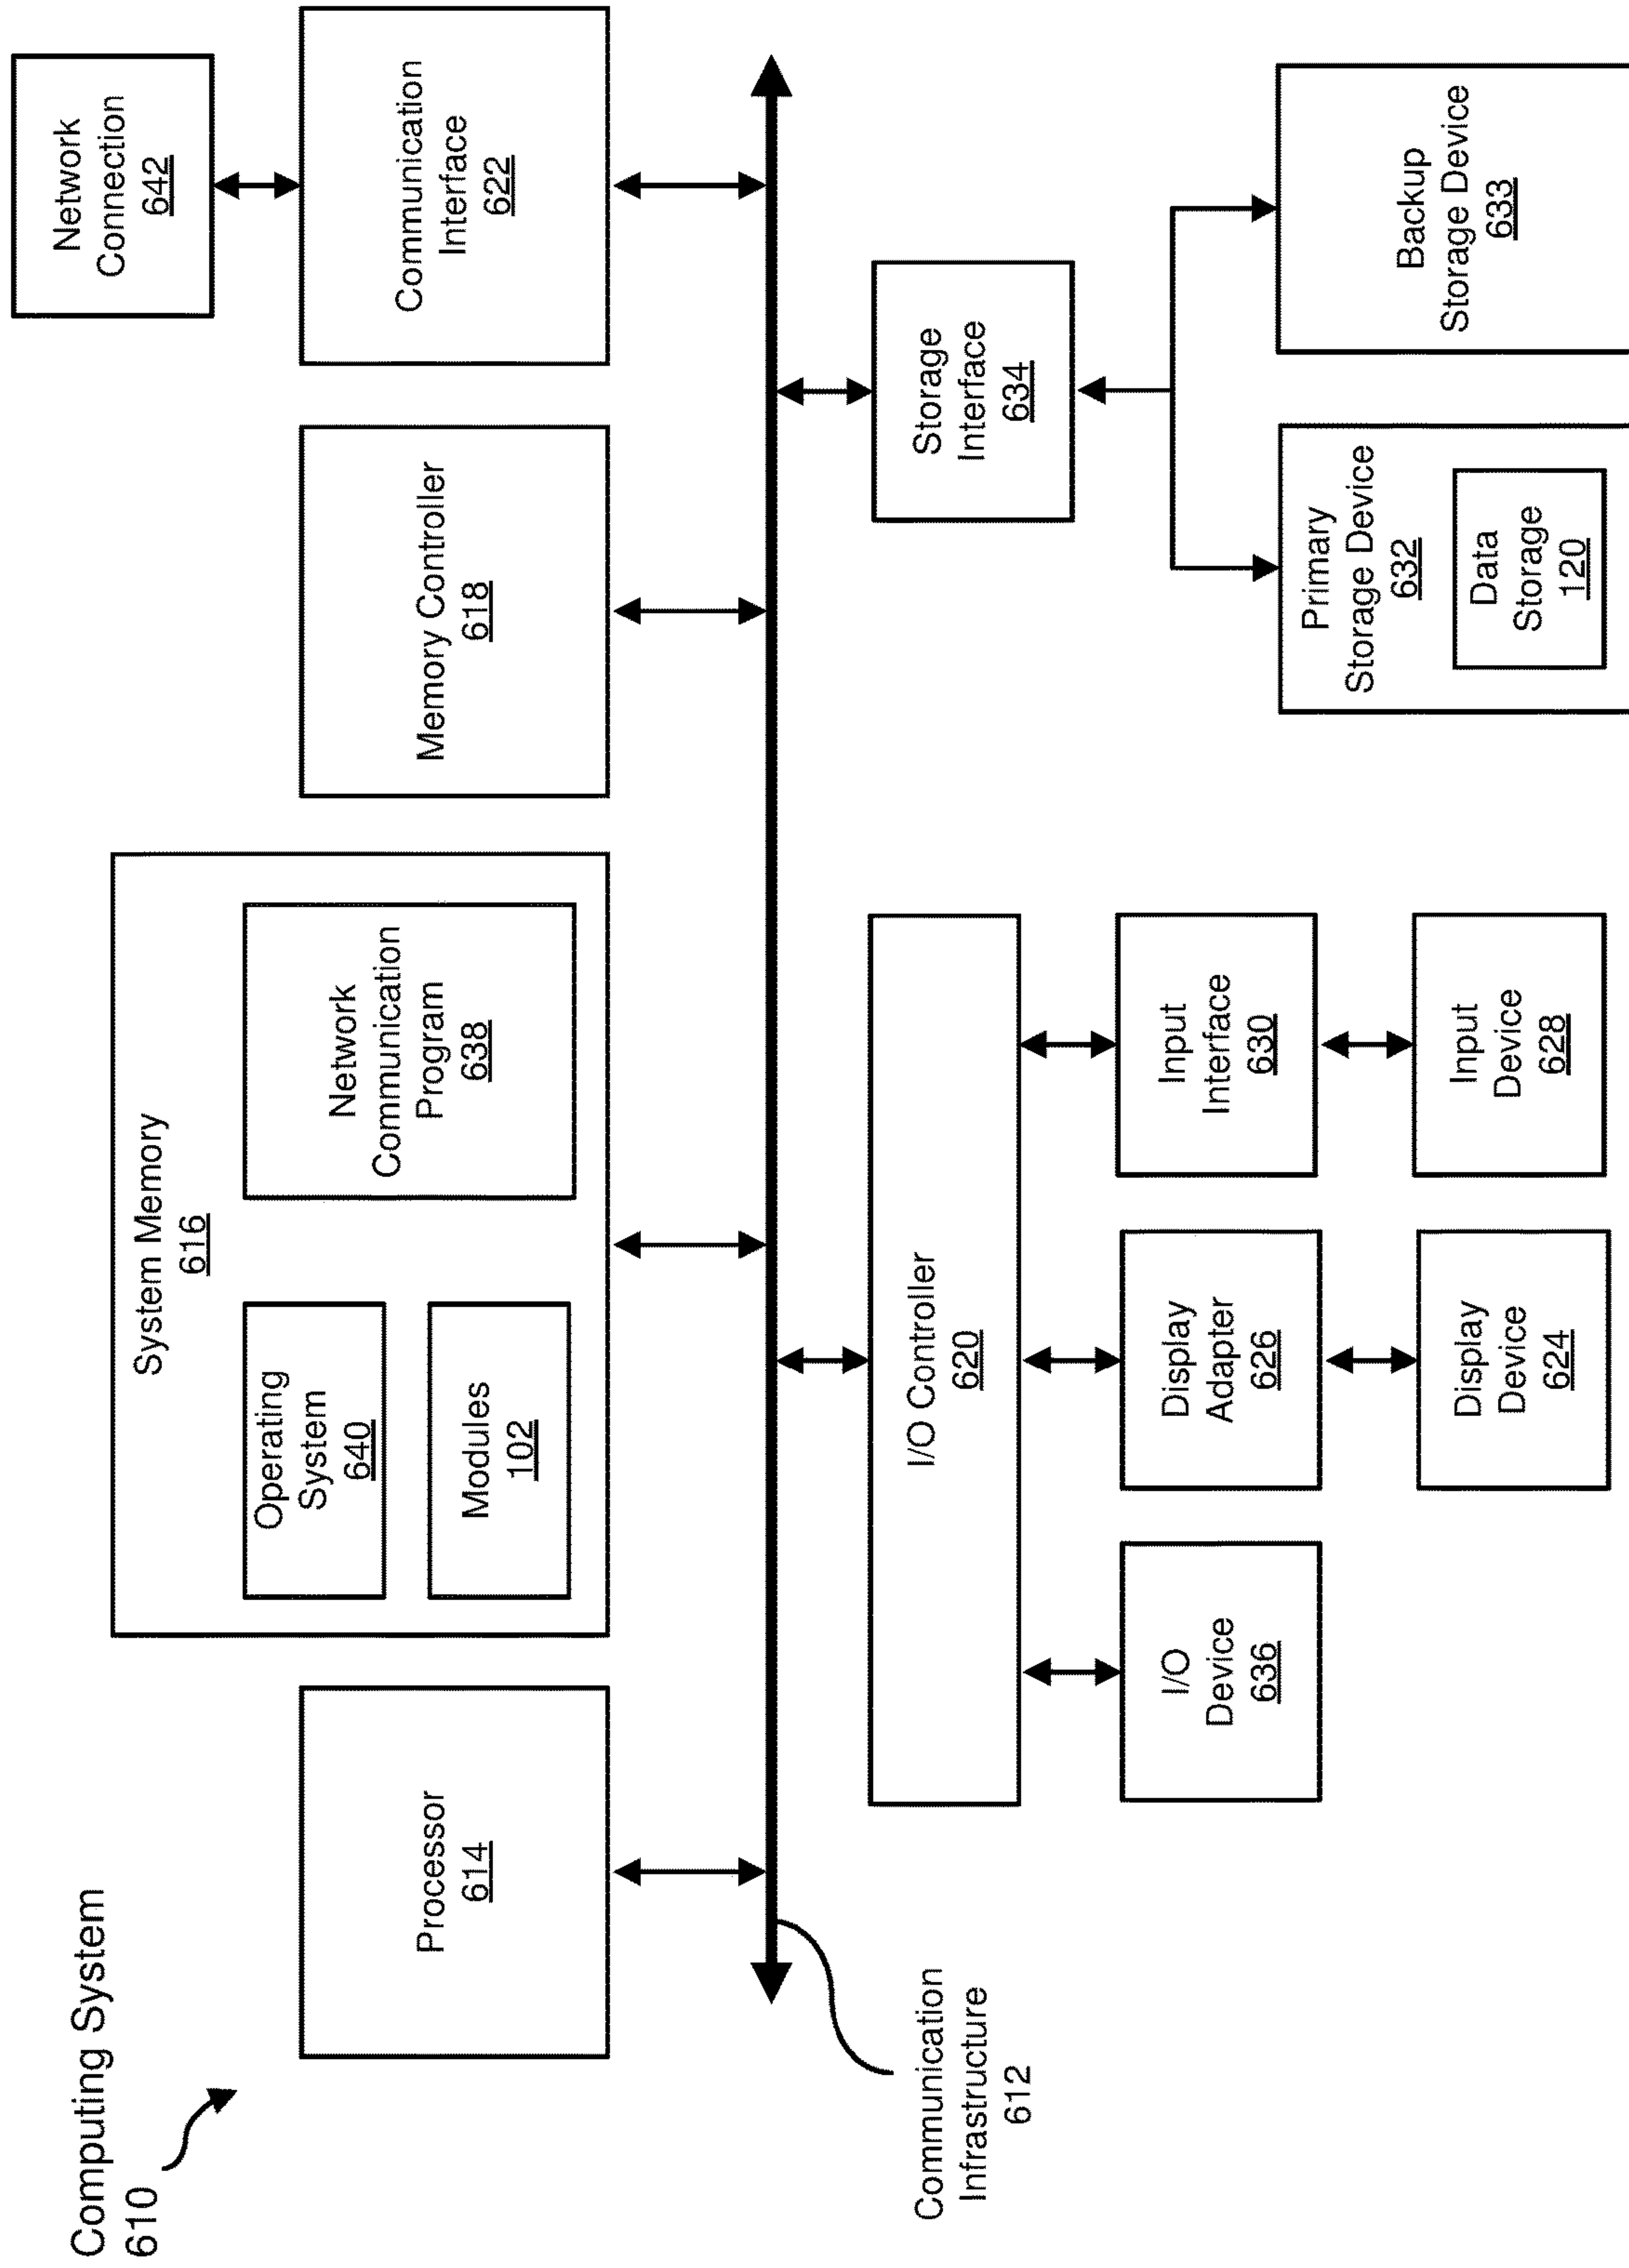 Computing System
610
Processor
614
System Memory
616
Operating
System
640
Modules
102
Network
Communication
Program
638
Memory Controller
618
Network
Connection
642
Communication
Interface
622
Communication
Infrastructure
612
I/O Controller
620
I/O
Device
636
Display
Adapter
626
Input
Interface
630
Display
Device
624
Input
Device
628
Storage
Interface
634
Primary
Storage Device
632
Data
Storage
120
Backup
Storage Device
633